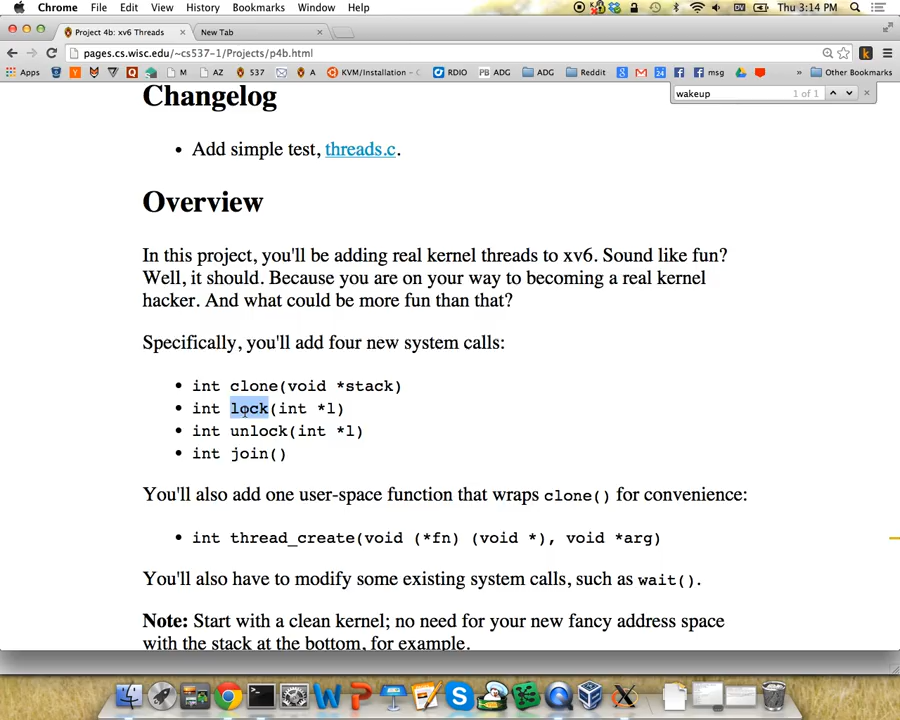 Chrome File Edit View History Bookmarks Window Help Thu 3:14 PM
Project 4b: xv6 Threads New Tab
pages.cs.wisc.edu/~cs537-1/Projects/p4b.html
Apps M AZ 537 A KVM/Installation - RDIO PB ADG ADG Reddit 8 M 24 f f msg » Other Bookmarks
wakeup 1 of 1
Changelog
• Add simple test, threads.c.
Overview
In this project, you'll be adding real kernel threads to xv6. Sound like fun?
Well, it should. Because you are on your way to becoming a real kernel
hacker. And what could be more fun than that?
Specifically, you'll add four new system calls:
• int clone(void *stack)
• int lock(int *l)
• int unlock(int *l)
• int join()
You'll also add one user-space function that wraps clone() for convenience:
• int thread_create(void (*fn) (void *), void *arg)
You'll also have to modify some existing system calls, such as wait().
Note: Start with a clean kernel; no need for your new fancy address space
with the stack at the bottom, for example.